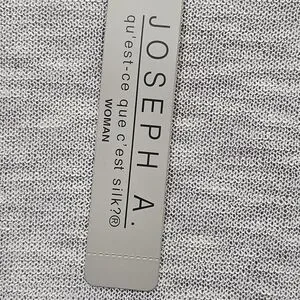 JOSEPH A.
qu'est-ce que c'est silk?®
WOMAN